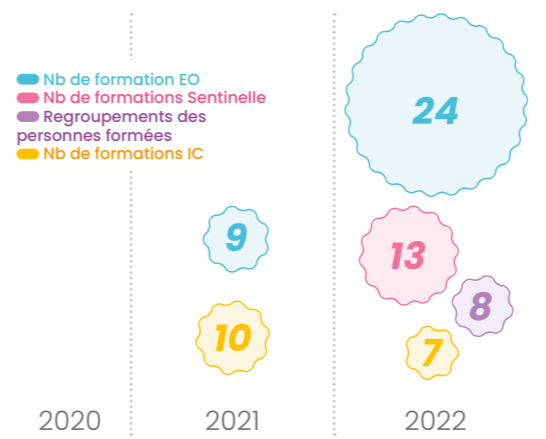 Nb de formation EO
Nb de formations Sentinelle
Regroupements des
personnes formées
Nb de formations IC
24
9
13
8
10
7
2020
2021
2022